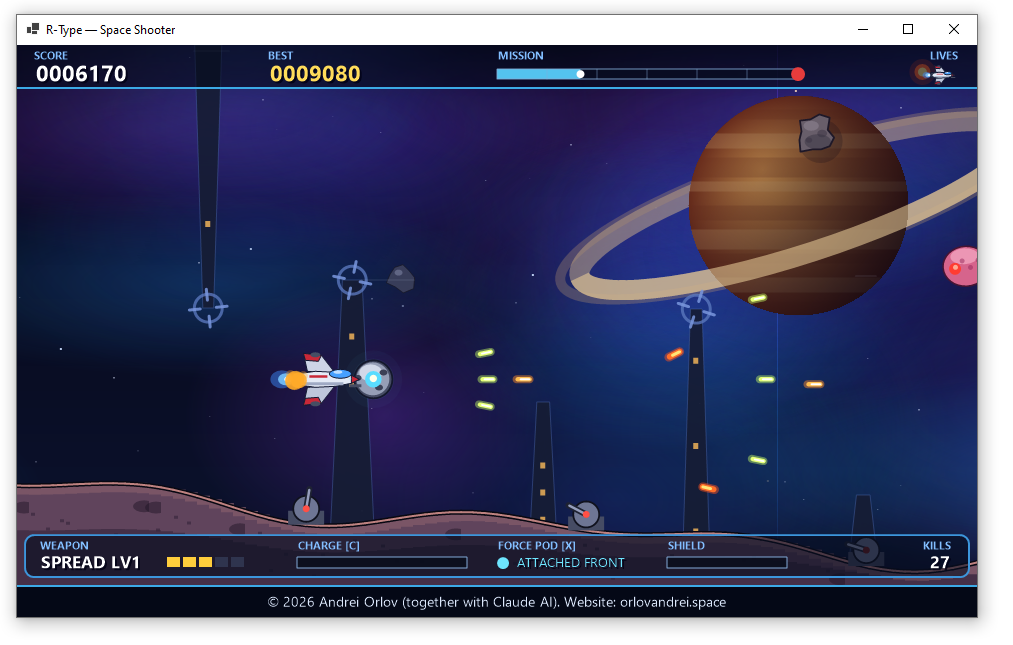 R-Type — Space Shooter
SCORE
0006170
BEST
0009080
MISSION
LIVES
WEAPON
SPREAD LV1
CHARGE [C]
FORCE POD [X]
ATTACHED FRONT
SHIELD
KILLS
27
© 2026 Andrei Orlov (together with Claude AI). Website: orlovandrei.space